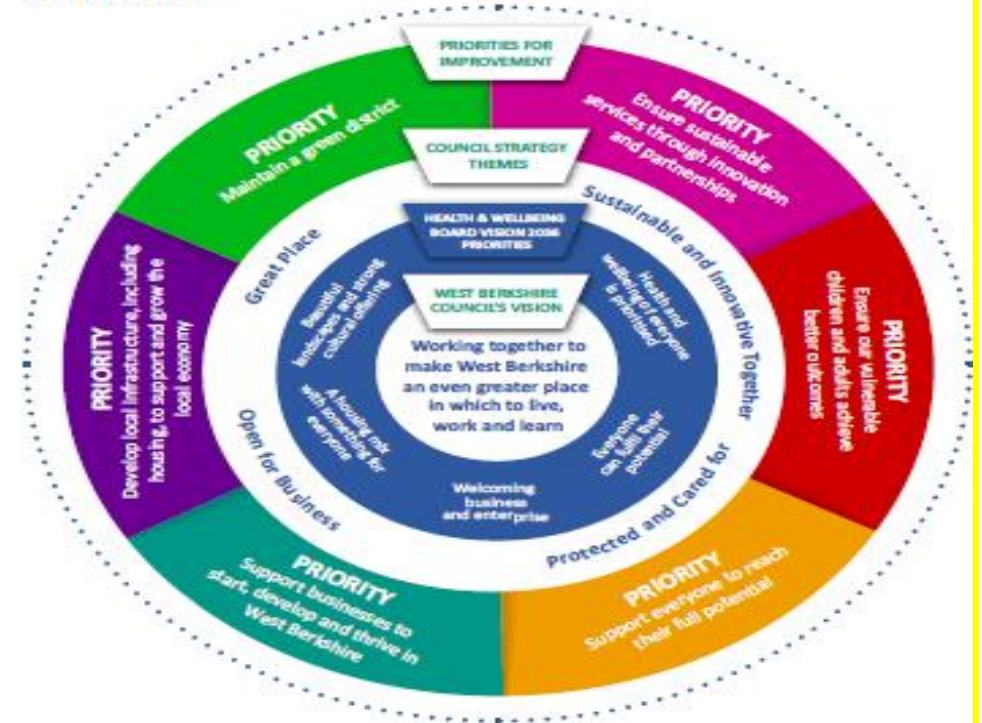 PRIORITIES FOR
IMPROVEMENT
PRIORITY
Ensure sustainable
services through innovation
and partnerships
PRIORITY
Ensure our vulnerable
children and adults achieve
better outcomes
PRIORITY
Support everyone to reach
their full potential
PRIORITY
Support businesses to
start, develop and thrive in
West Berkshire
PRIORITY
Develop local infrastructure, including
housing, to support and grow the
local economy
PRIORITY
Maintain a green district
COUNCIL STRATEGY
THEMES
Sustainable and Innovative Together
Protected and Cared for
Open for Business
Great Place
HEALTH & WELLBEING
BOARD VISION 2036
PRIORITIES
Health and
wellbeing of everyone
is prioritised
Everyone
can fulfil their
potential
Welcoming
business
and enterprise
A housing mix
with something for
everyone
Beautiful
landscapes and strong
cultural offering
WEST BERKSHIRE
COUNCIL'S VISION
Working together to
make West Berkshire
an even greater place
in which to live,
work and learn